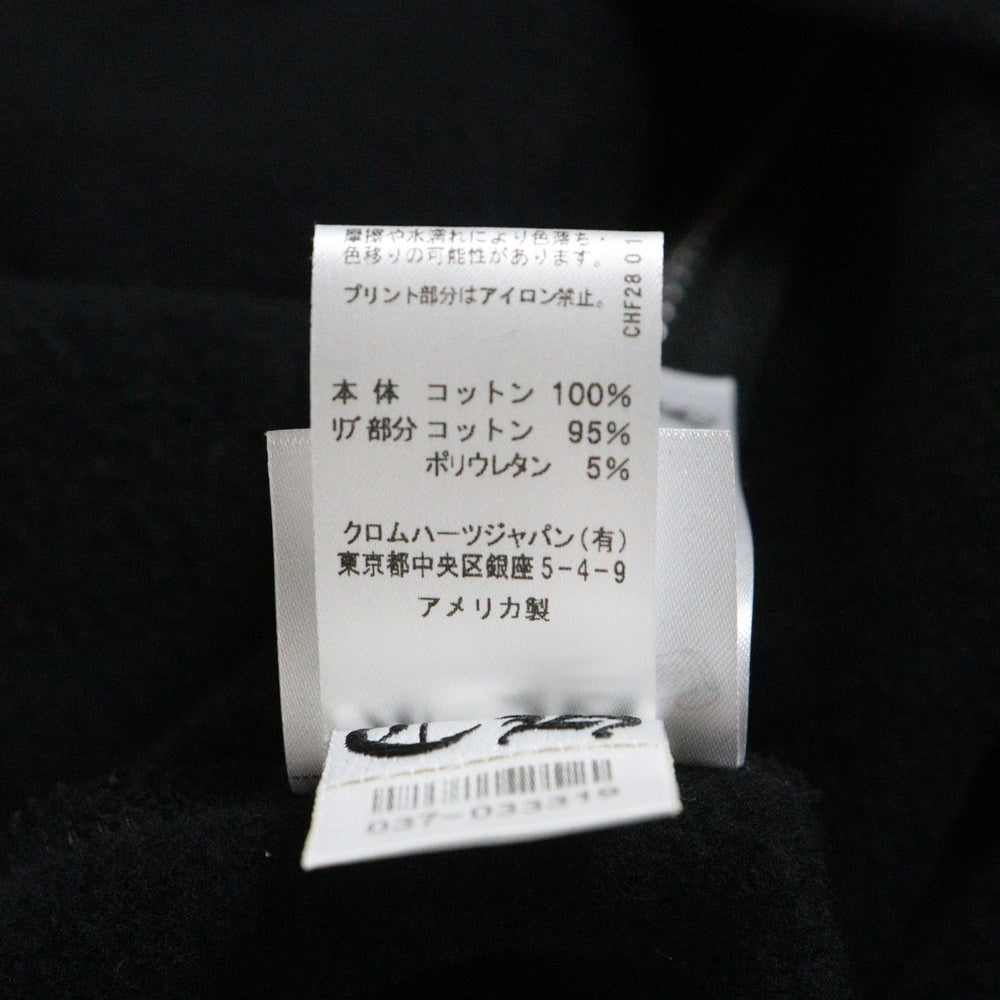 摩擦や水濡れにより色落ち・
色移りの可能性があります。
プリント部分はアイロン禁止。
CHF28 01
本 体 コットン 100%
リブ部分 コットン 95%
ポリウレタン 5%
クロムハーツジャパン(有)
東京都中央区銀座5-4-9
アメリカ製
037-033319